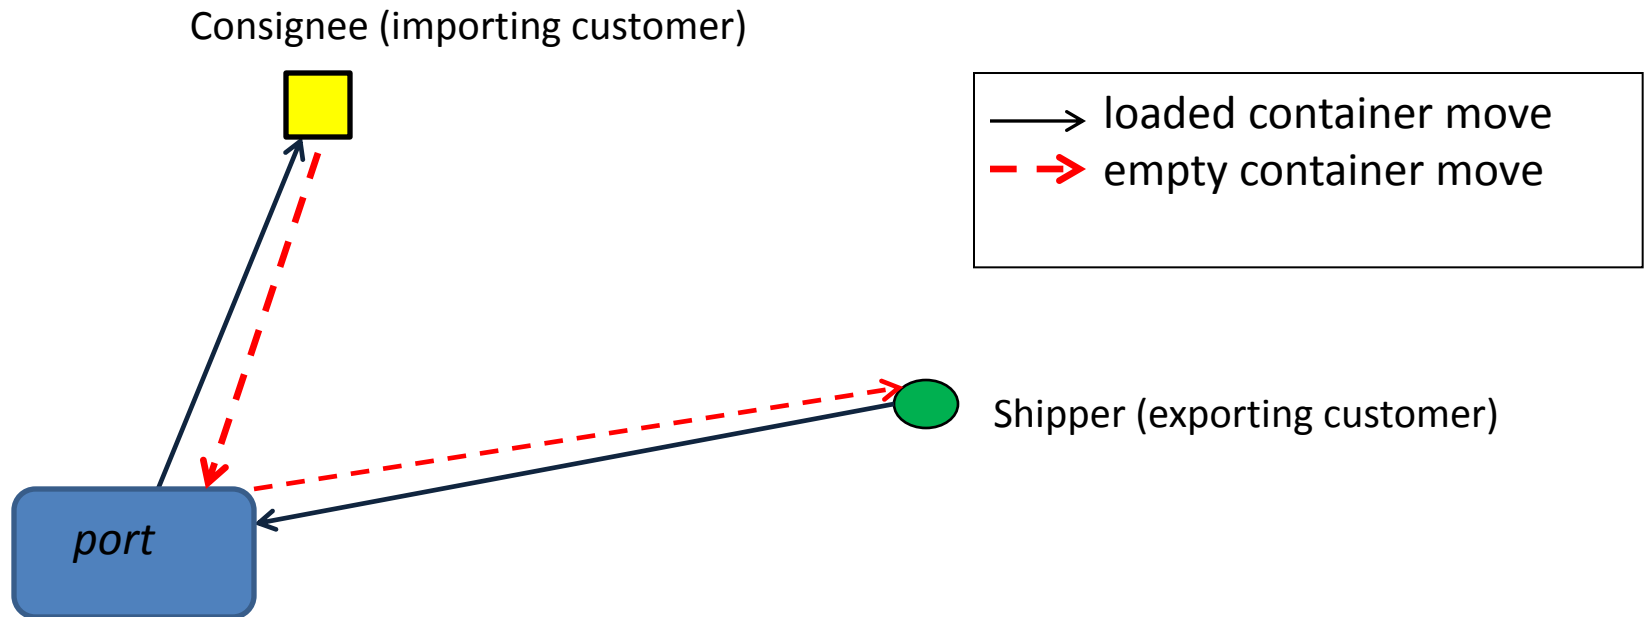 Consignee (importing customer)
loaded container move
empty container move
Shipper (exporting customer)
port